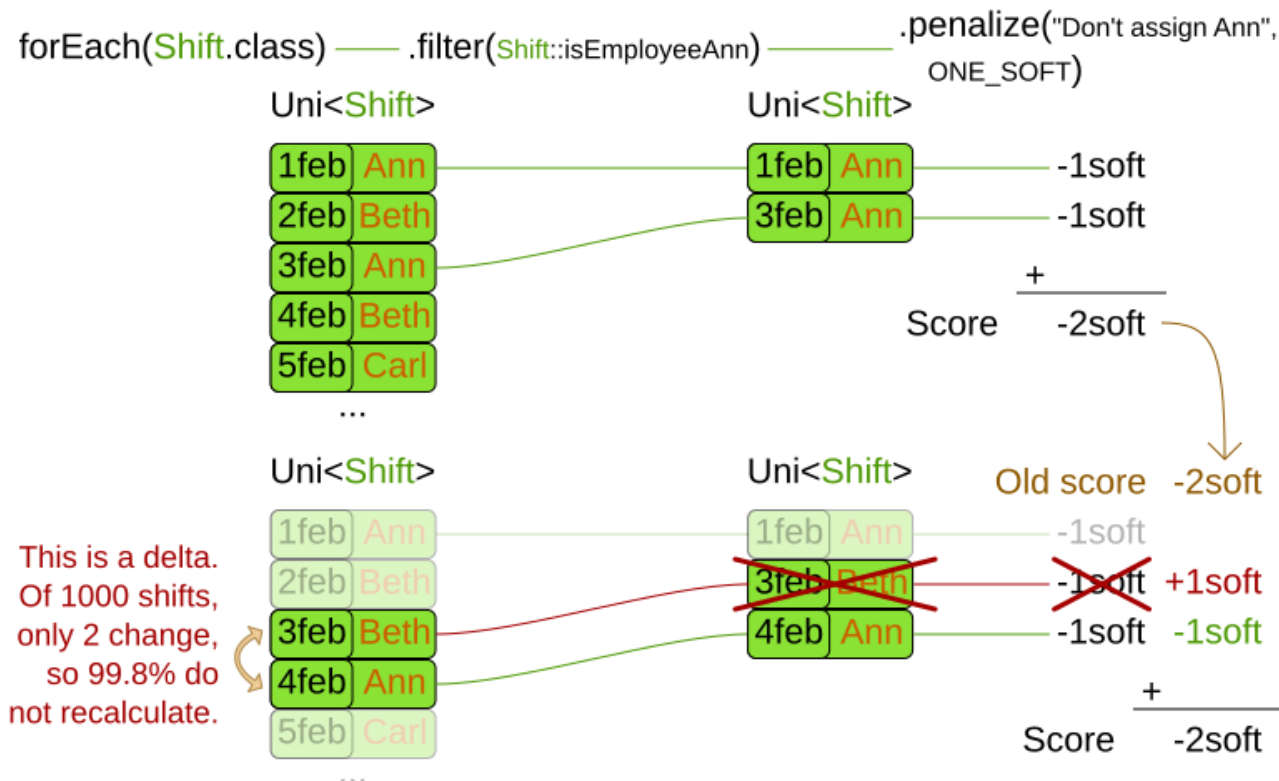 forEach(Shift.class) .filter(Shift::isEmployeeAnn) .penalize("Don't assign Ann",
ONE_SOFT)
Uni<Shift> Uni<Shift>
1feb Ann 1feb Ann -1soft
2feb Beth 3feb Ann -1soft
3feb Ann
+
4feb Beth Score -2soft
5feb Carl
...
Uni<Shift> Uni<Shift> Old score -2soft
1feb Ann 1feb Ann -1soft
This is a delta.
Of 1000 shifts,
only 2 change,
so 99.8% do
not recalculate.
2feb Beth 3feb Beth -1soft +1soft
3feb Beth 4feb Ann -1soft -1soft
4feb Ann
+
5feb Carl Score -2soft
...